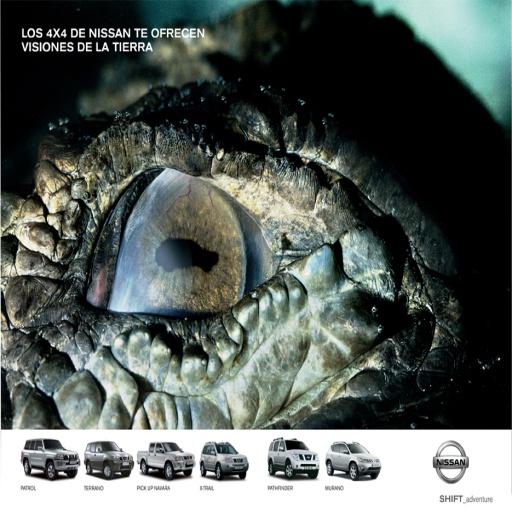 LOS 4X4 DE NISSAN TE OFRECEN
VISIONES DE LA TIERRA
PATROL
TERRANO
PICK UP NAVARA
X-TRAIL
PATHFINDER
MURANO
NISSAN
SHIFT_adventure